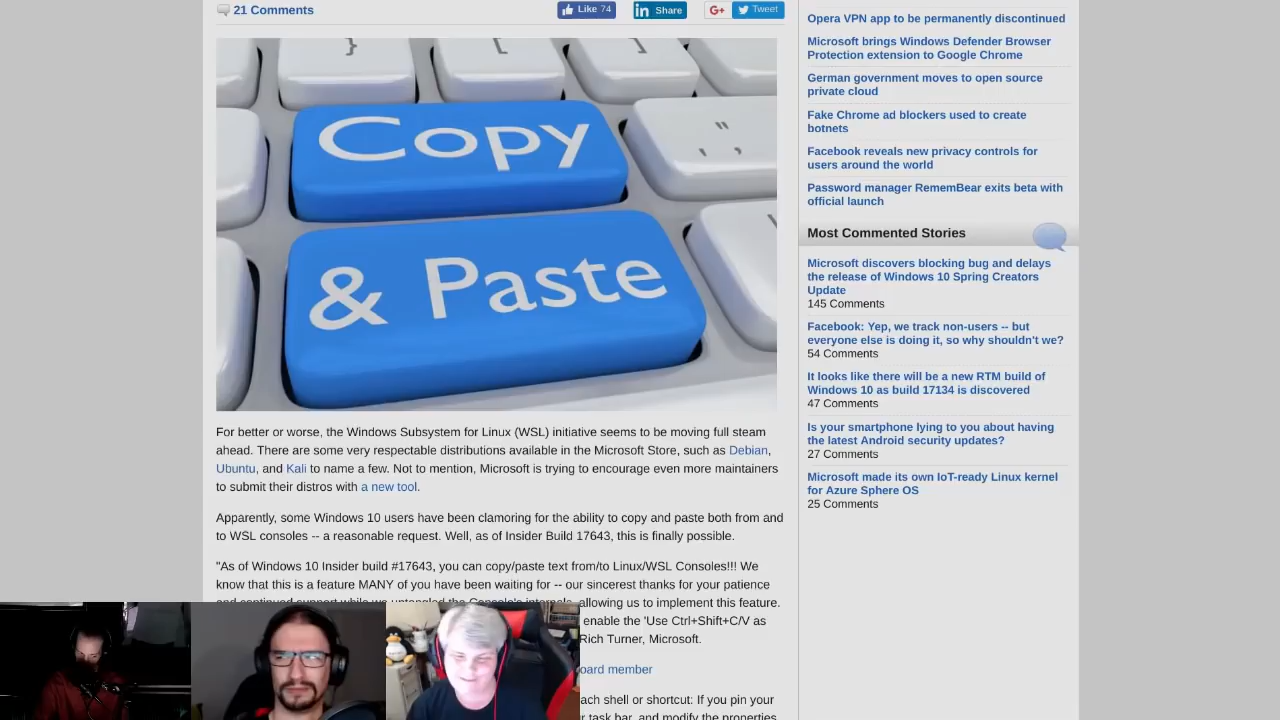 21 Comments
Like 74
Share
G+
Tweet
Copy
& Paste
For better or worse, the Windows Subsystem for Linux (WSL) initiative seems to be moving full steam
ahead. There are some very respectable distributions available in the Microsoft Store, such as Debian,
Ubuntu, and Kali to name a few. Not to mention, Microsoft is trying to encourage even more maintainers
to submit their distros with a new tool.
Apparently, some Windows 10 users have been clamoring for the ability to copy and paste both from and
to WSL consoles -- a reasonable request. Well, as of Insider Build 17643, this is finally possible.
"As of Windows 10 Insider build #17643, you can copy/paste text from/to Linux/WSL Consoles!!! We
know that this is a feature MANY of you have been waiting for -- our sincerest thanks for your patience
allowing us to implement this feature.
enable the 'Use Ctrl+Shift+C/V as
Rich Turner, Microsoft.
oard member
ach shell or shortcut: If you pin your
r task bar, and modify the properties
Opera VPN app to be permanently discontinued
Microsoft brings Windows Defender Browser
Protection extension to Google Chrome
German government moves to open source
private cloud
Fake Chrome ad blockers used to create
botnets
Facebook reveals new privacy controls for
users around the world
Password manager RememBear exits beta with
official launch
Most Commented Stories
Microsoft discovers blocking bug and delays
the release of Windows 10 Spring Creators
Update
145 Comments
Facebook: Yep, we track non-users -- but
everyone else is doing it, so why shouldn't we?
54 Comments
It looks like there will be a new RTM build of
Windows 10 as build 17134 is discovered
47 Comments
Is your smartphone lying to you about having
the latest Android security updates?
27 Comments
Microsoft made its own IoT-ready Linux kernel
for Azure Sphere OS
25 Comments